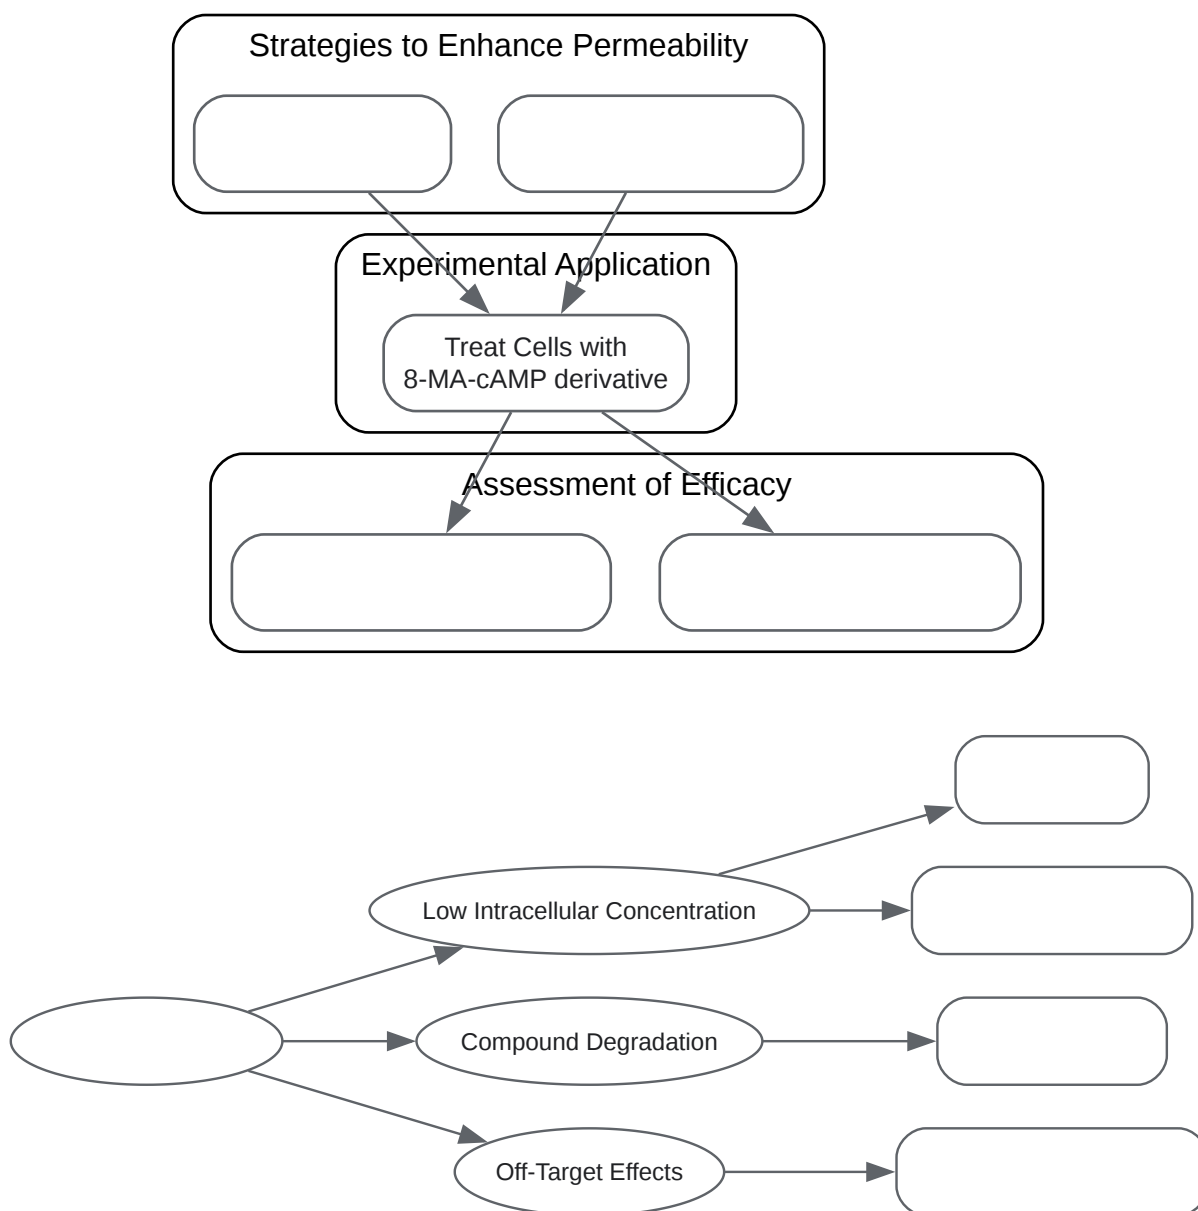 Strategies to Enhance Permeability
Experimental Application
Treat Cells with
8-MA-cAMP derivative
Assessment of Efficacy
Low Intracellular Concentration
Compound Degradation
Off-Target Effects